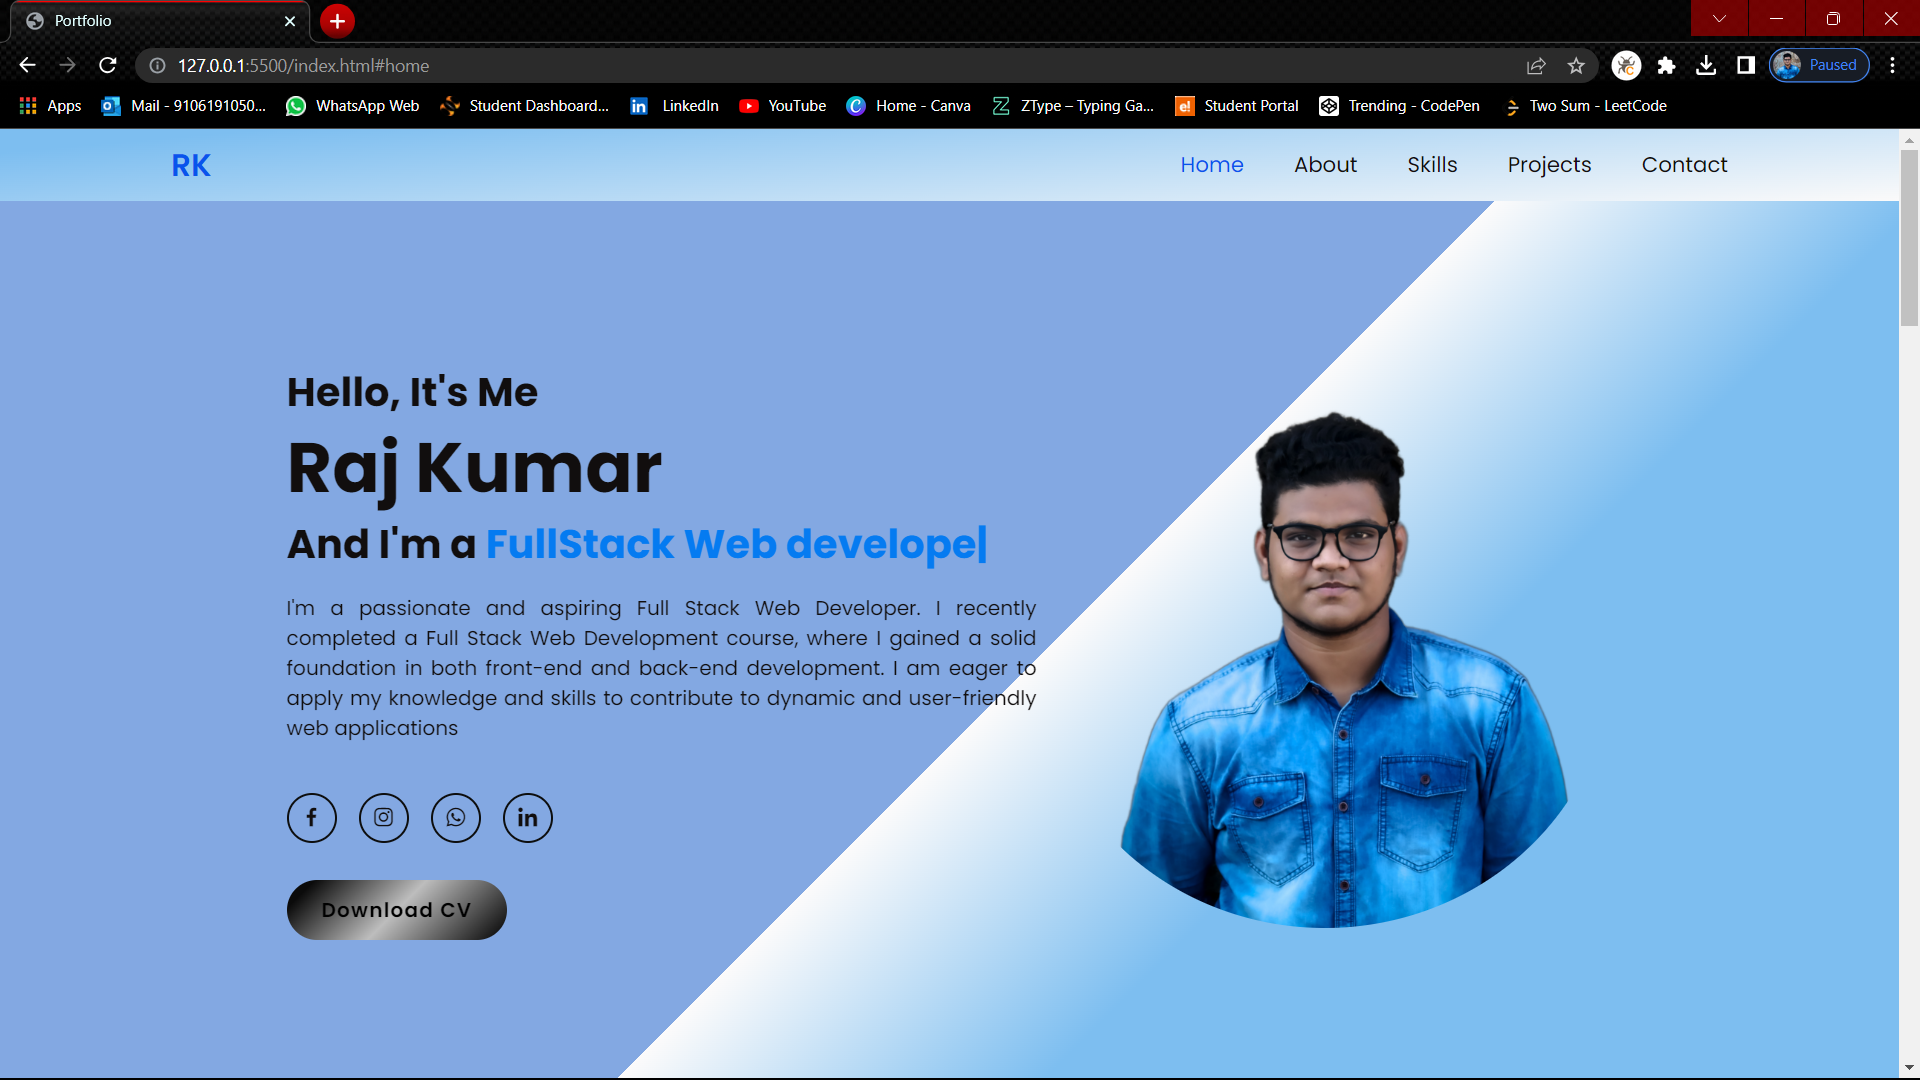 Portfolio
127.0.0.1:5500/index.html#home
Paused
Apps
Mail - 9106191050...
WhatsApp Web
Student Dashboard...
LinkedIn
YouTube
Home - Canva
ZType – Typing Ga...
Student Portal
Trending - CodePen
Two Sum - LeetCode
RK
Home
About
Skills
Projects
Contact
Hello, It's Me
Raj Kumar
And I'm a FullStack Web develope|
I'm a passionate and aspiring Full Stack Web Developer. I recently
completed a Full Stack Web Development course, where I gained a solid
foundation in both front-end and back-end development. I am eager to
apply my knowledge and skills to contribute to dynamic and user-friendly
web applications
Download CV